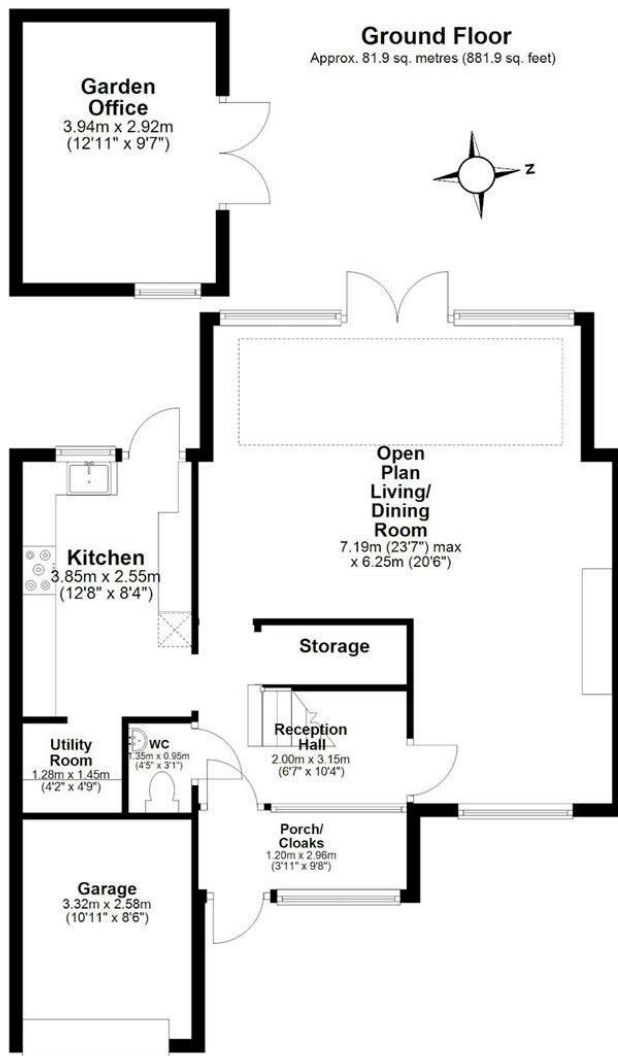 Ground Floor
Approx. 81.9 sq. metres (881.9 sq. feet)
Garden
Office
3.94m x 2.92m
(12'11" x 9'7")
N
Open
Plan
Living/
Dining
Room
7.19m (23'7") max
x 6.25m (20'6")
Kitchen
3.85m x 2.55m
(12'8" x 8'4")
Storage
Reception
Hall
2.00m x 3.15m
(6'7" x 10'4")
Utility
Room
1.28m x 1.45m
(4'2" x 4'9")
WC
1.35m x 0.95m
(4'5" x 3'1")
Porch/
Cloaks
1.20m x 2.96m
(3'11" x 9'8")
Garage
3.32m x 2.58m
(10'11" x 8'6")